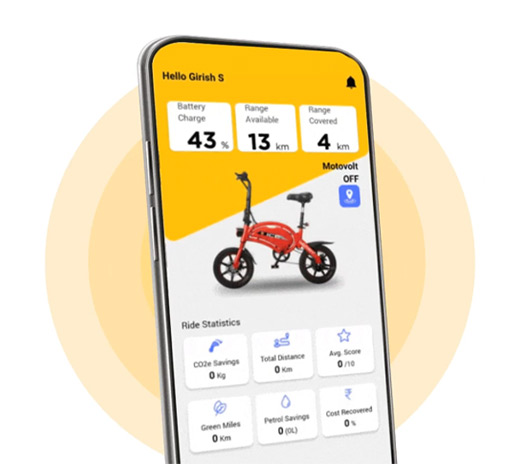 Hello Girish S
Battery
Charge
43 %
Range
Available
13 km
Range
Covered
4 km
Motovolt
OFF
Ride Statistics
CO2e Savings
0 Kg
Total Distance
0 Km
Avg. Score
0 /10
Green Miles
0 Km
Petrol Savings
0 (0L)
₹
Cost Recovered
0 %